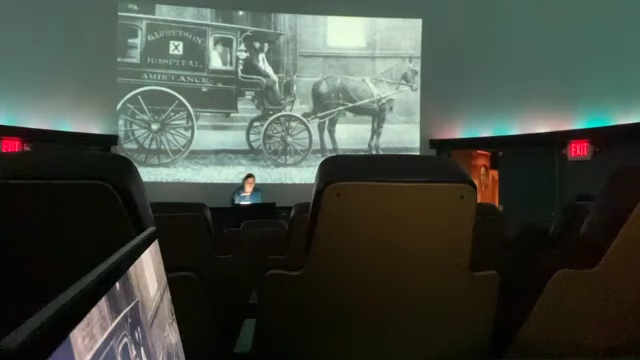 GARRETSON
X
HOSPITAL
AMBULANCE
EXIT
EXIT